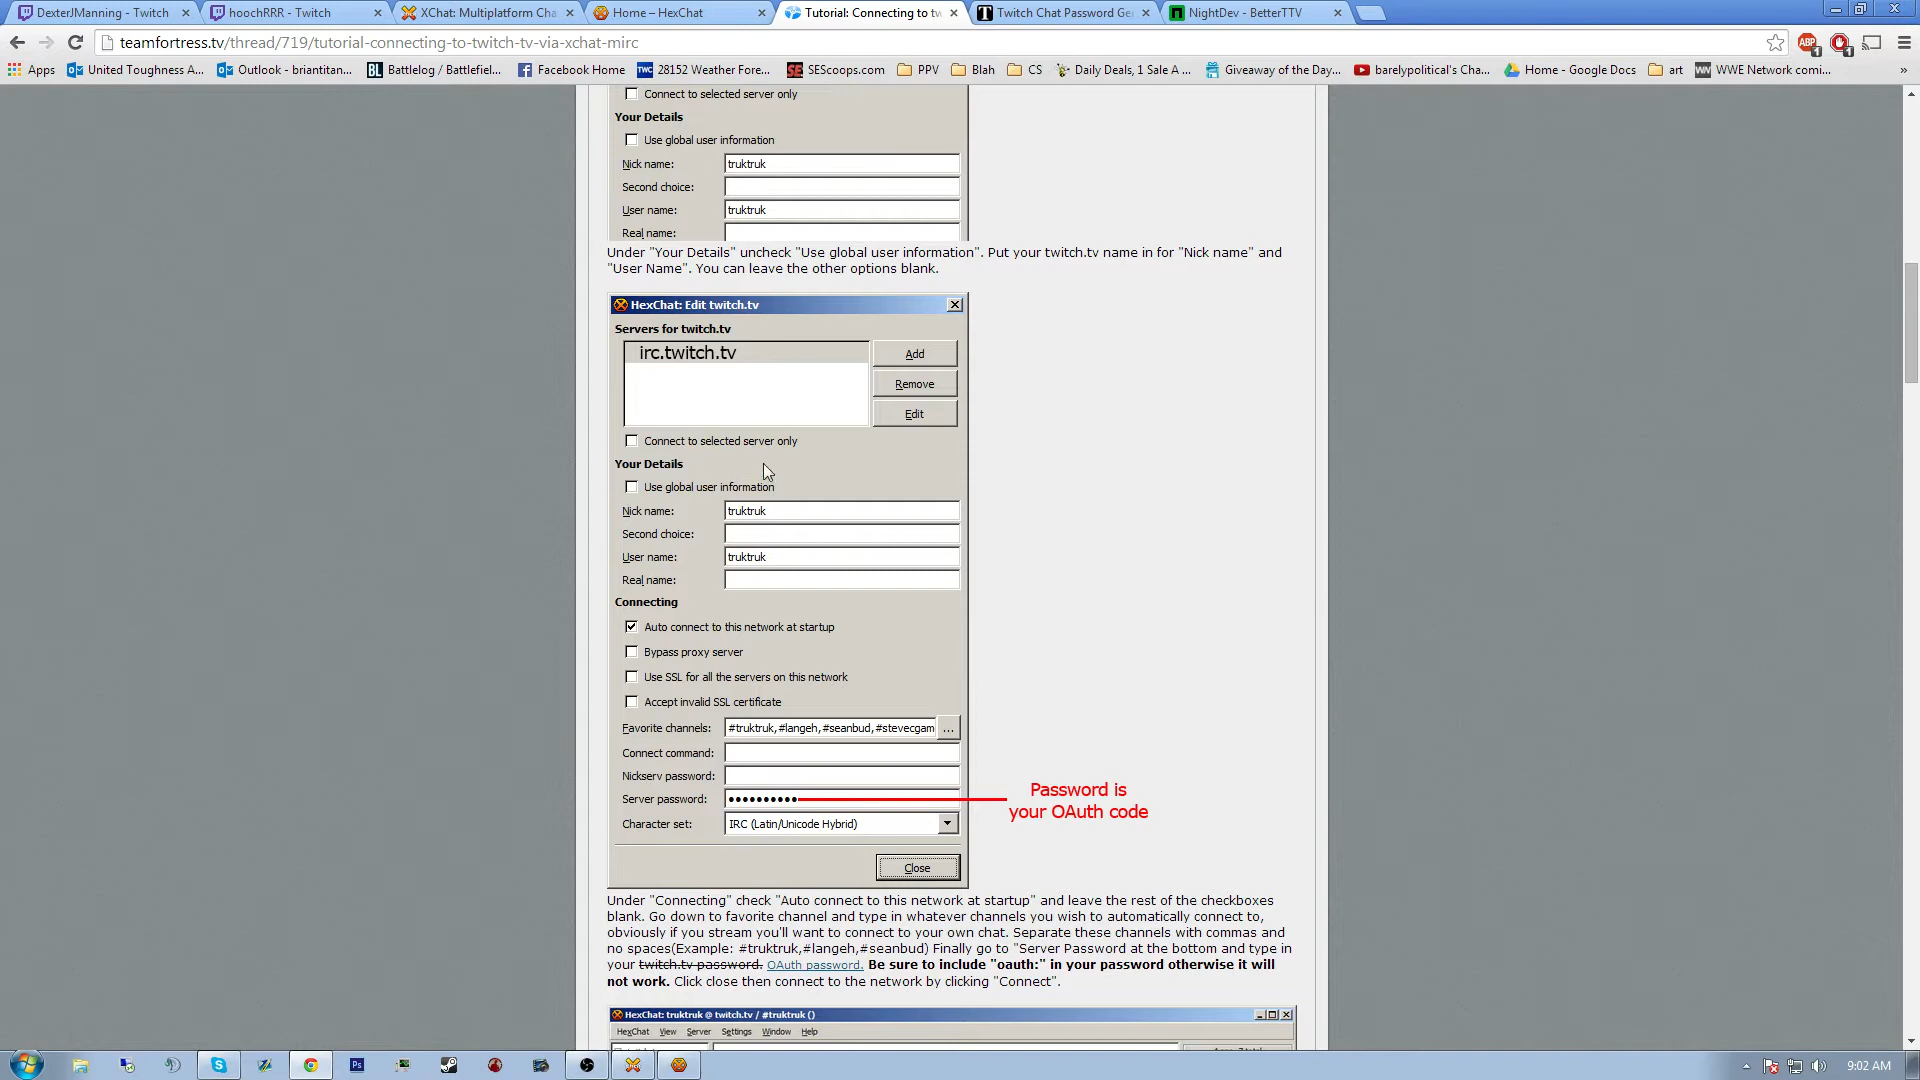 DexterJManning - Twitch
hoochRRR - Twitch
XChat: Multiplatform Cha
Home – HexChat
Tutorial: Connecting to tw
Twitch Chat Password Ge
NightDev - BetterTTV
teamfortress.tv/thread/719/tutorial-connecting-to-twitch-tv-via-xchat-mirc
Apps
United Toughness A...
Outlook - briantitan...
Battlelog / Battlefiel...
Facebook Home
28152 Weather Fore...
SEScoops.com
PPV
Blah
CS
Daily Deals, 1 Sale A ...
Giveaway of the Day...
barelypolitical's Cha...
Home - Google Docs
art
WWE Network comi...
Connect to selected server only
Your Details
Use global user information
Nick name: truktruk
Second choice:
User name: truktruk
Real name:
Under "Your Details" uncheck "Use global user information". Put your twitch.tv name in for "Nick name" and
"User Name". You can leave the other options blank.
HexChat: Edit twitch.tv
Servers for twitch.tv
irc.twitch.tv
Add
Remove
Edit
Connect to selected server only
Your Details
Use global user information
Nick name: truktruk
Second choice:
User name: truktruk
Real name:
Connecting
Auto connect to this network at startup
Bypass proxy server
Use SSL for all the servers on this network
Accept invalid SSL certificate
Favorite channels: #truktruk,#langeh,#seanbud,#stevecgam ...
Connect command:
Nickserv password:
Server password: ••••••••••
Password is
your OAuth code
Character set: IRC (Latin/Unicode Hybrid)
Close
Under "Connecting" check "Auto connect to this network at startup" and leave the rest of the checkboxes
blank. Go down to favorite channel and type in whatever channels you wish to automatically connect to,
obviously if you stream you'll want to connect to your own chat. Separate these channels with commas and
no spaces(Example: #truktruk,#langeh,#seanbud) Finally go to "Server Password at the bottom and type in
your twitch.tv password. OAuth password. Be sure to include "oauth:" in your password otherwise it will
not work. Click close then connect to the network by clicking "Connect".
HexChat: truktruk @ twitch.tv / #truktruk ()
HexChat View Server Settings Window Help
9:02 AM